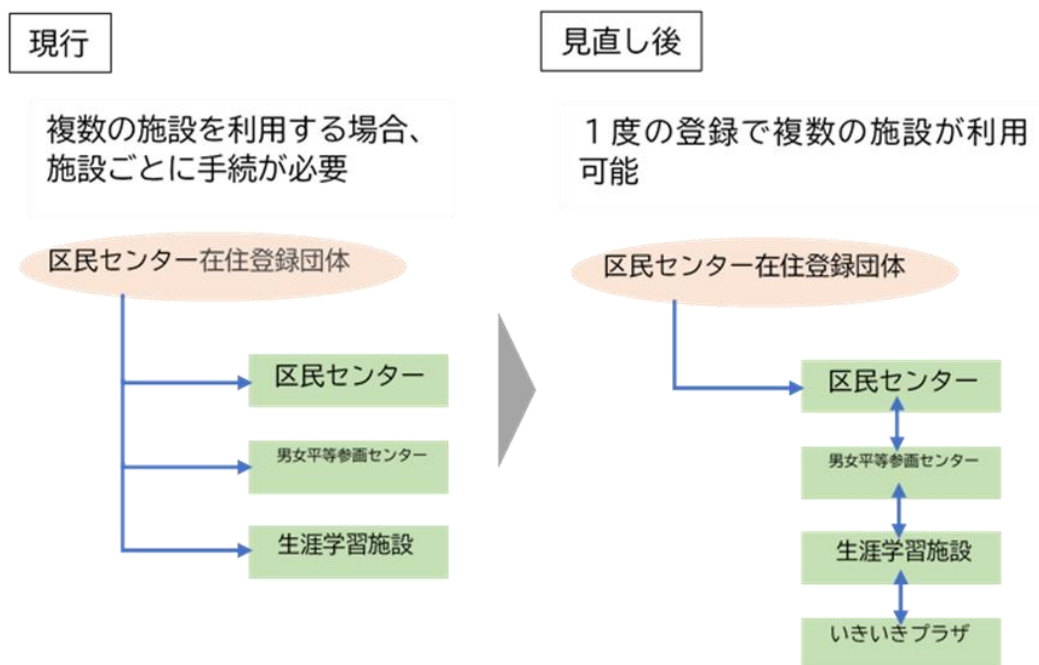 現行
複数の施設を利用する場合、
施設ごとに手続が必要
区民センター在住登録団体
区民センター
男女平等参画センター
生涯学習施設
見直し後
１度の登録で複数の施設が利用
可能
区民センター在住登録団体
区民センター
男女平等参画センター
生涯学習施設
いきいきプラザ